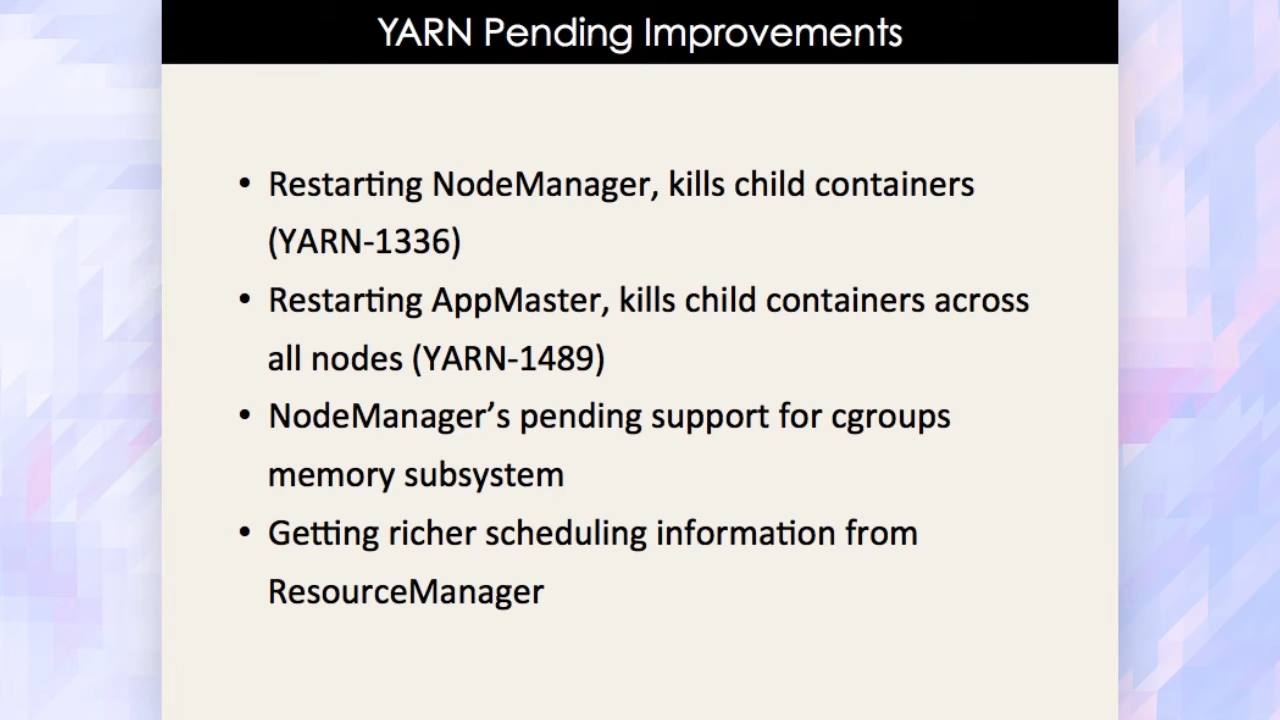 YARN Pending Improvements
• Restarting NodeManager, kills child containers
(YARN-1336)
• Restarting AppMaster, kills child containers across
all nodes (YARN-1489)
• NodeManager’s pending support for cgroups
memory subsystem
• Getting richer scheduling information from
ResourceManager